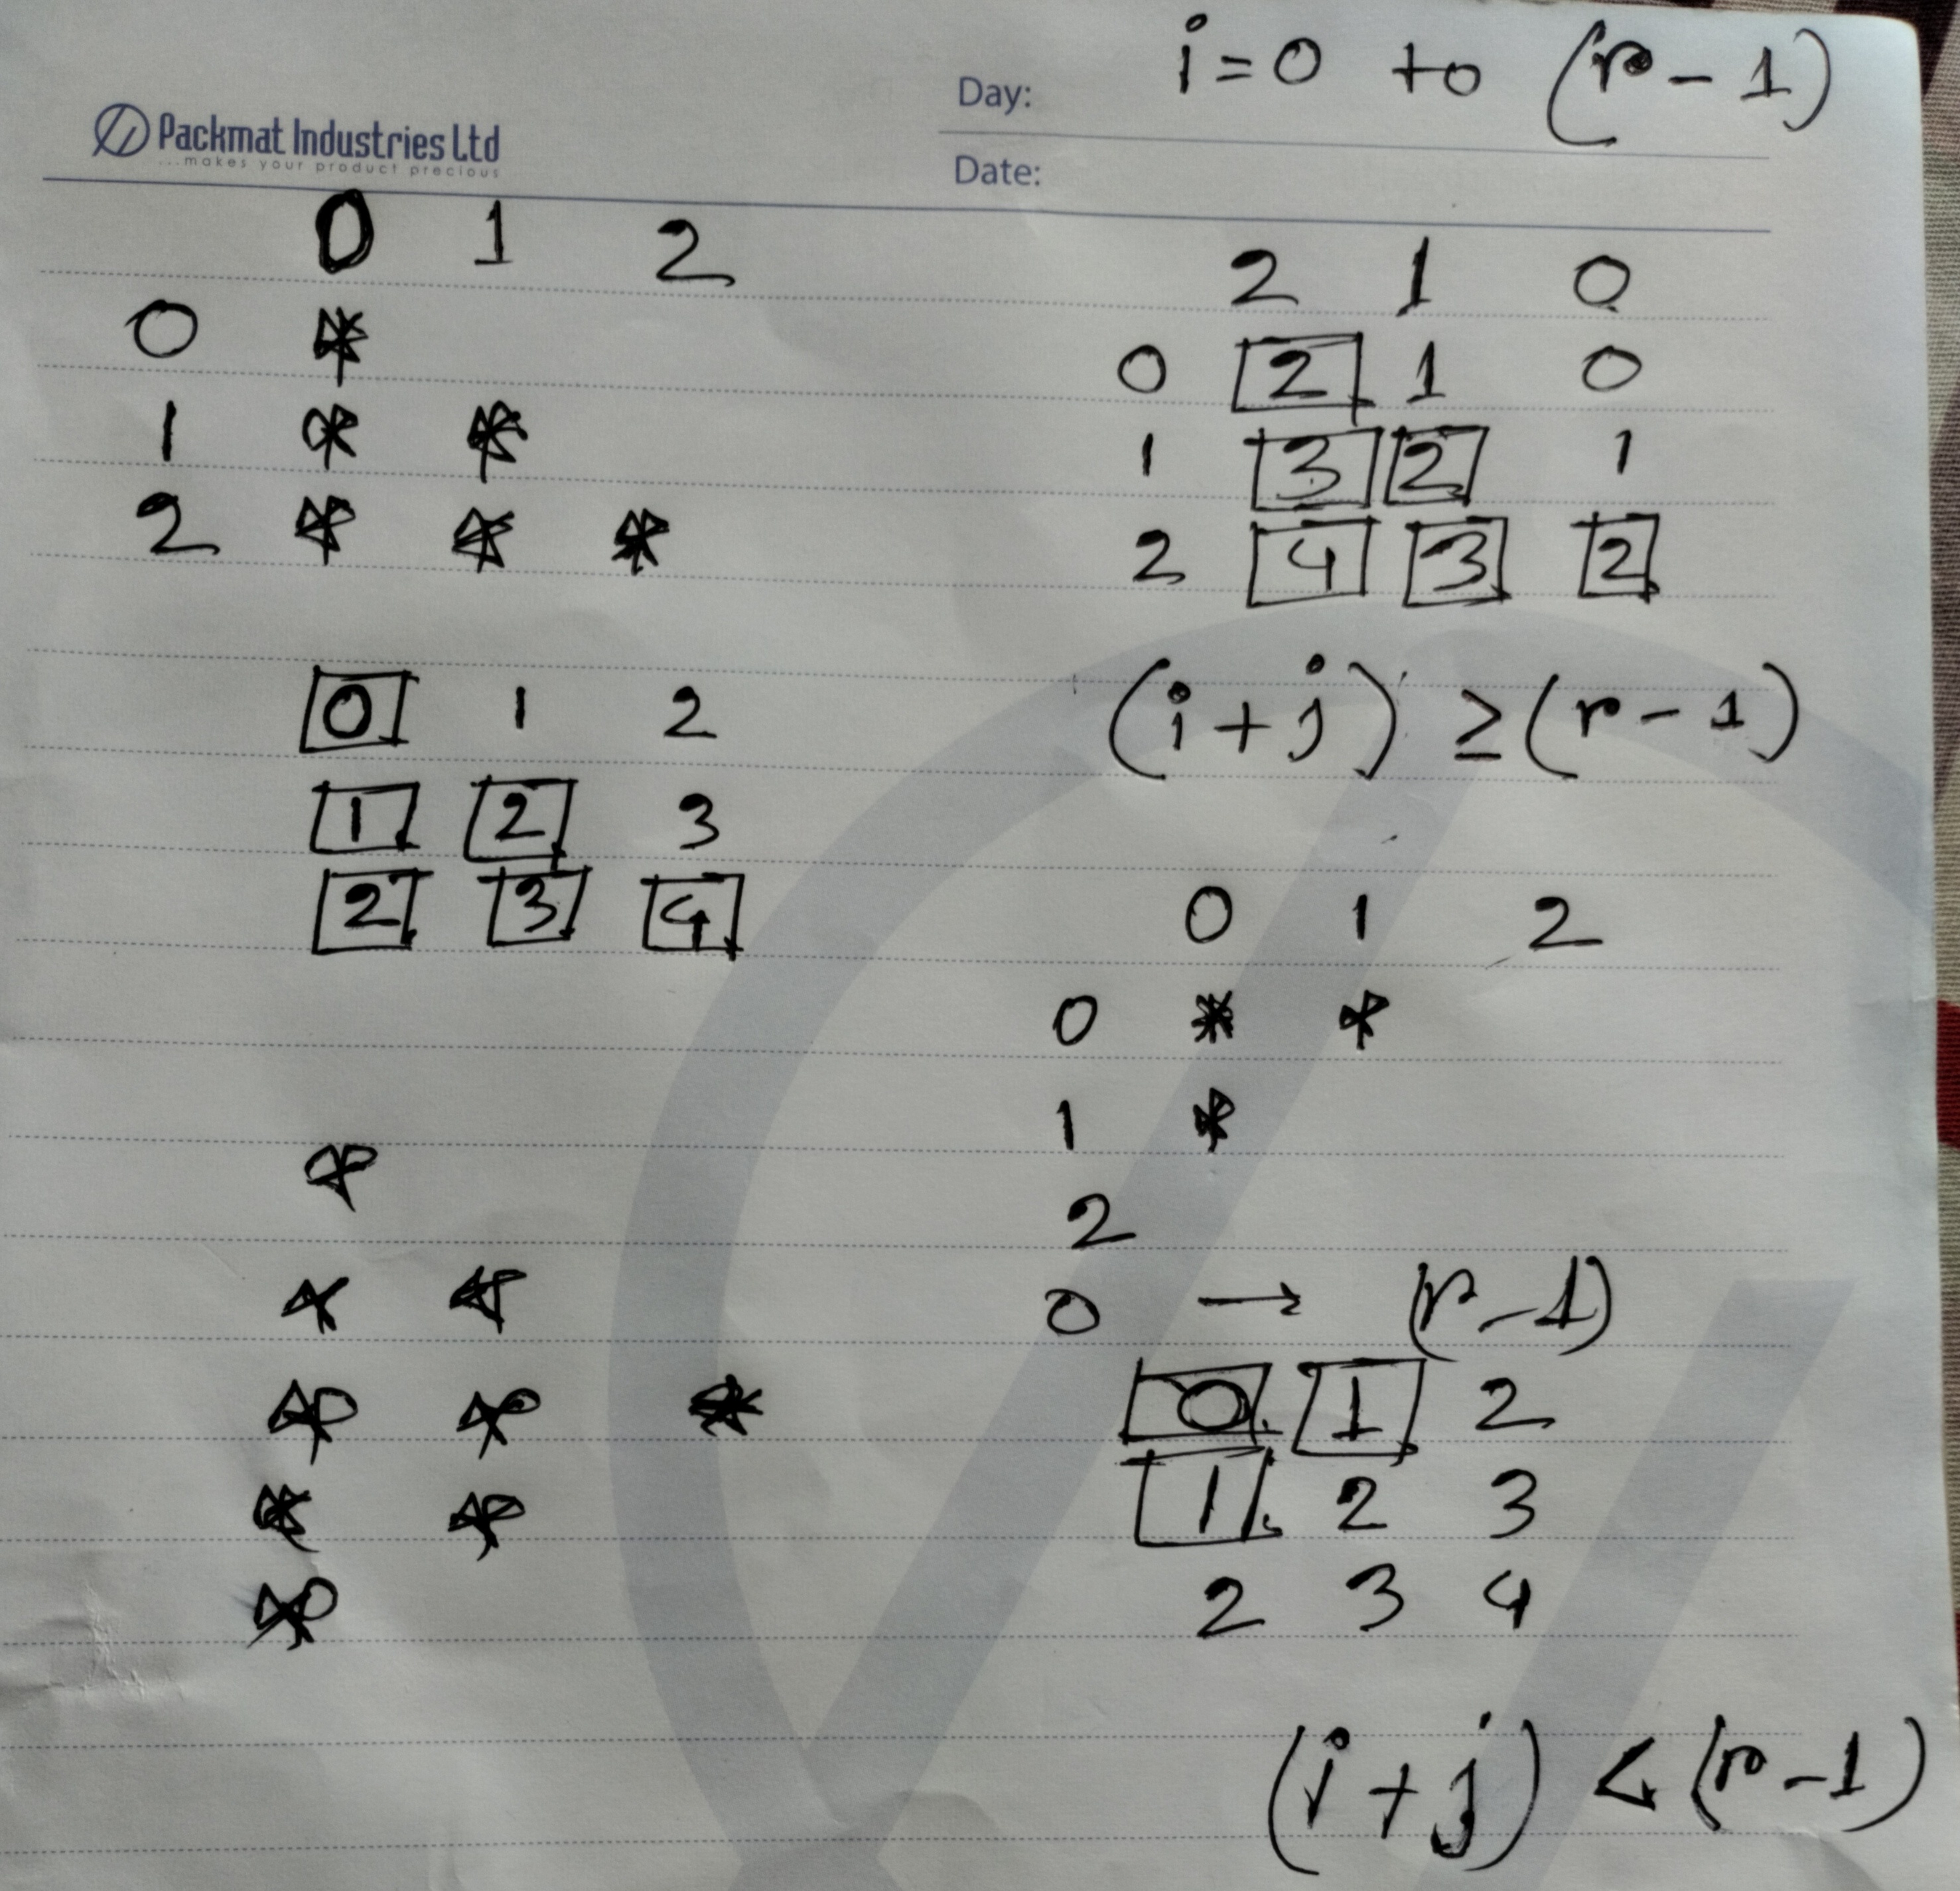 Packmat Industries Ltd
...makes your product precious
Day:
Date:
i = 0 to (r - 1)
0 1 2
0 *
1 * *
2 * * *
2 1 0
0 2 1 0
1 3 2 1
2 4 3 2
0 1 2
1 2 3
2 3 4
(i + j) ≥ (r - 1)
0 1 2
0 * *
1 *
2
*
* *
* * *
* *
*
0 → (r - 1)
0 1 2
1 2 3
2 3 4
(i + j) < (r - 1)